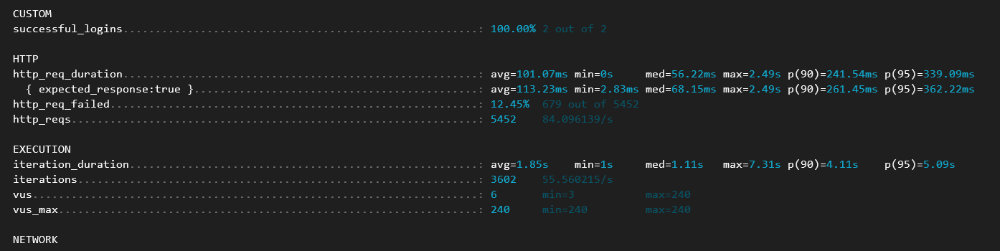 CUSTOM
successful_logins.......................................................: 100.00% 2 out of 2
HTTP
http_req_duration.......................................................: avg=101.07ms min=0s med=56.22ms max=2.49s p(90)=241.54ms p(95)=339.09ms
{ expected_response:true }............................................: avg=113.23ms min=2.83ms med=68.15ms max=2.49s p(90)=261.45ms p(95)=362.22ms
http_req_failed.........................................................: 12.45% 679 out of 5452
http_reqs...............................................................: 5452 84.096139/s
EXECUTION
iteration_duration......................................................: avg=1.85s min=1s med=1.11s max=7.31s p(90)=4.11s p(95)=5.09s
iterations..............................................................: 3602 55.560215/s
vus.....................................................................: 6 min=3 max=240
vus_max.................................................................: 240 min=240 max=240
NETWORK